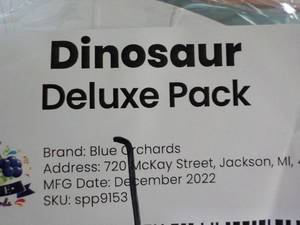 Dinosaur
Deluxe Pack
Brand: Blue Orchards
Address: 720 McKay Street, Jackson, MI,
MFG Date: December 2022
SKU: spp9153